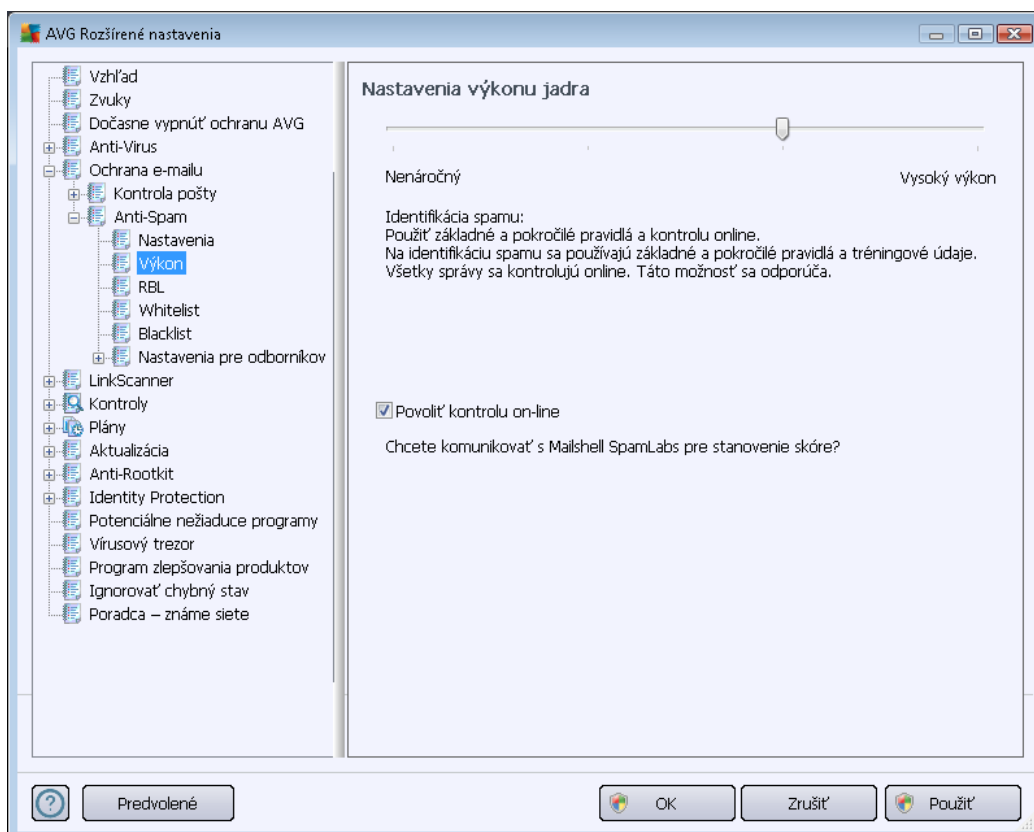 AVG Rozšírené nastavenia
Vzhľad
Zvuky
Dočasne vypnúť ochranu AVG
Anti-Virus
Ochrana e-mailu
Kontrola pošty
Anti-Spam
Nastavenia
Výkon
RBL
Whitelist
Blacklist
Nastavenia pre odborníkov
LinkScanner
Kontroly
Plány
Aktualizácia
Anti-Rootkit
Identity Protection
Potenciálne nežiaduce programy
Vírusový trezor
Program zlepšovania produktov
Ignorovať chybný stav
Poradca – známe siete
Nastavenia výkonu jadra
Nenáročný
Vysoký výkon
Identifikácia spamu:
Použiť základné a pokročilé pravidlá a kontrolu online.
Na identifikáciu spamu sa používajú základné a pokročilé pravidlá a tréningové údaje.
Všetky správy sa kontrolujú online. Táto možnosť sa odporúča.
Povoliť kontrolu on-line
Chcete komunikovať s Mailshell SpamLabs pre stanovenie skóre?
Predvolené
OK
Zrušiť
Použiť